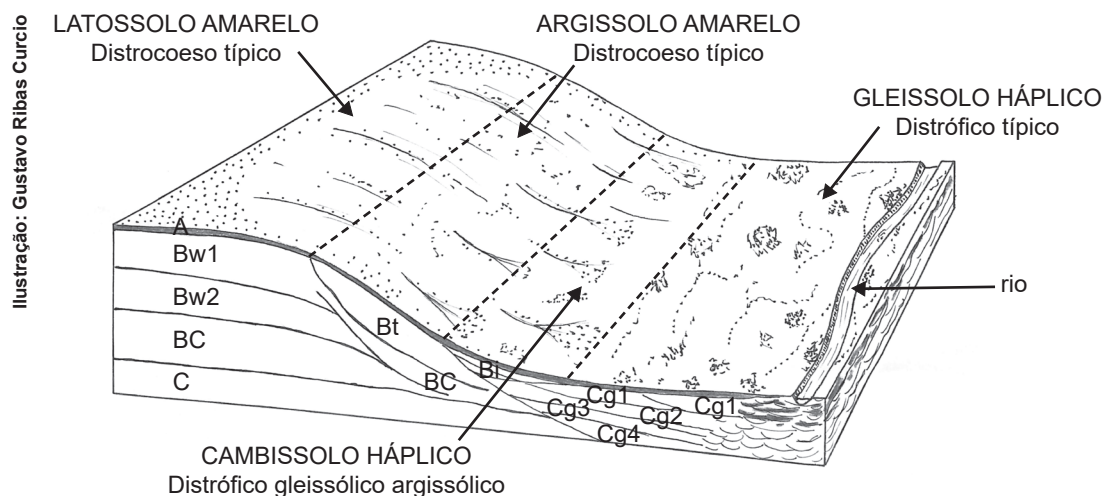 Ilustração: Gustavo Ribas Curcio
LATOSSOLO AMARELO
Distrocoeso típico
ARGISSOLO AMARELO
Distrocoeso típico
GLEISSOLO HÁPLICO
Distrófico típico
A
Bw1
Bw2
BC
C
Bt
BC
Bi
Cg1
Cg2
Cg1
Cg3
Cg4
rio
CAMBISSOLO HÁPLICO
Distrófico gleissólico argissólico